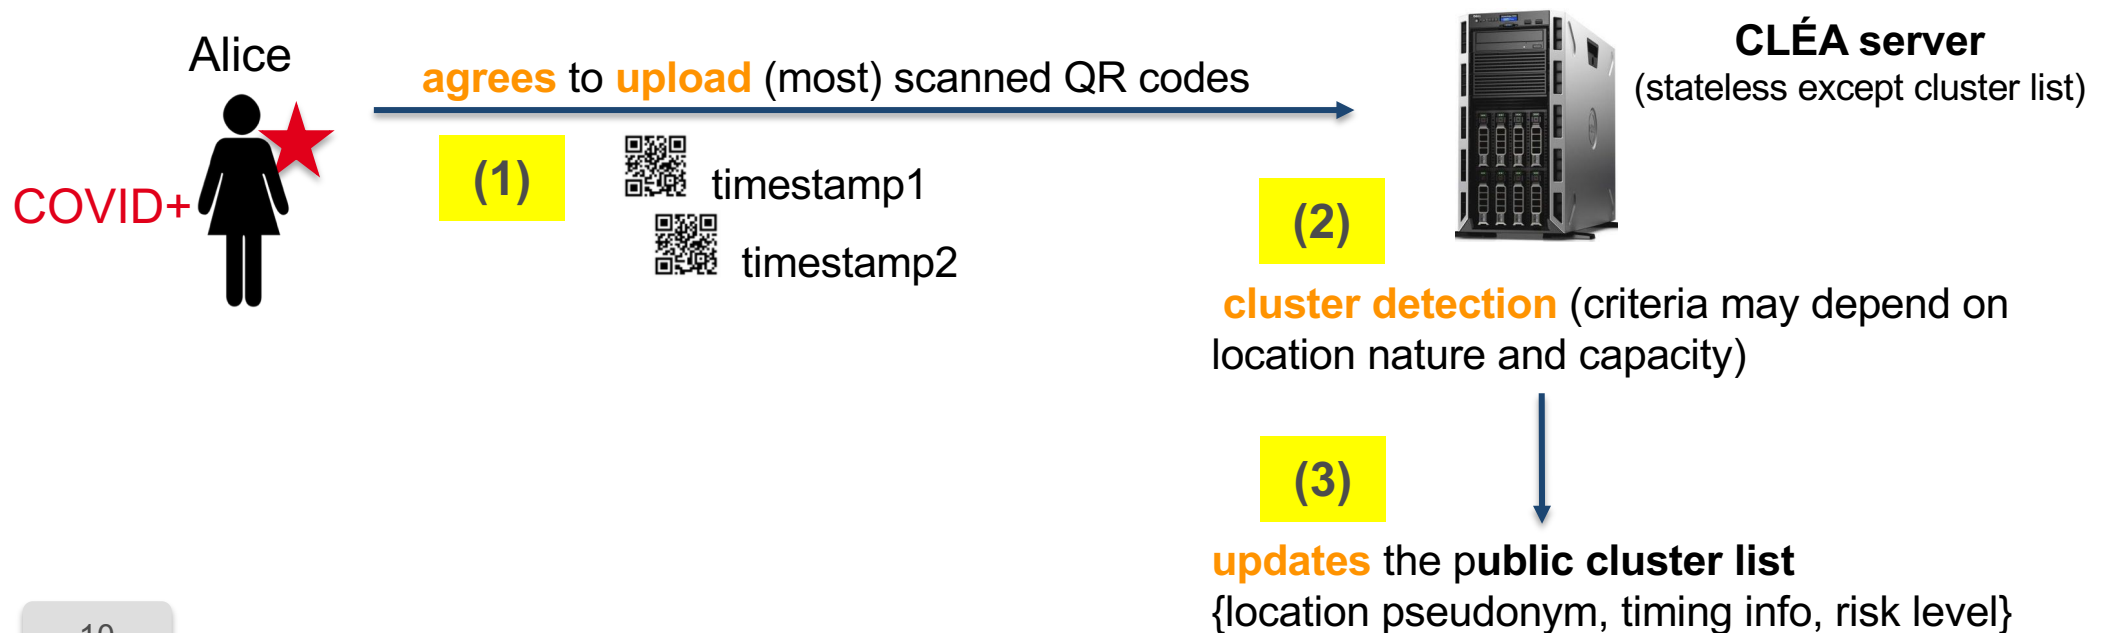 Alice
COVID+
agrees to upload (most) scanned QR codes
(1)
timestamp1
timestamp2
CLÉA server
(stateless except cluster list)
(2)
cluster detection (criteria may depend on
location nature and capacity)
(3)
updates the public cluster list
{location pseudonym, timing info, risk level}
10